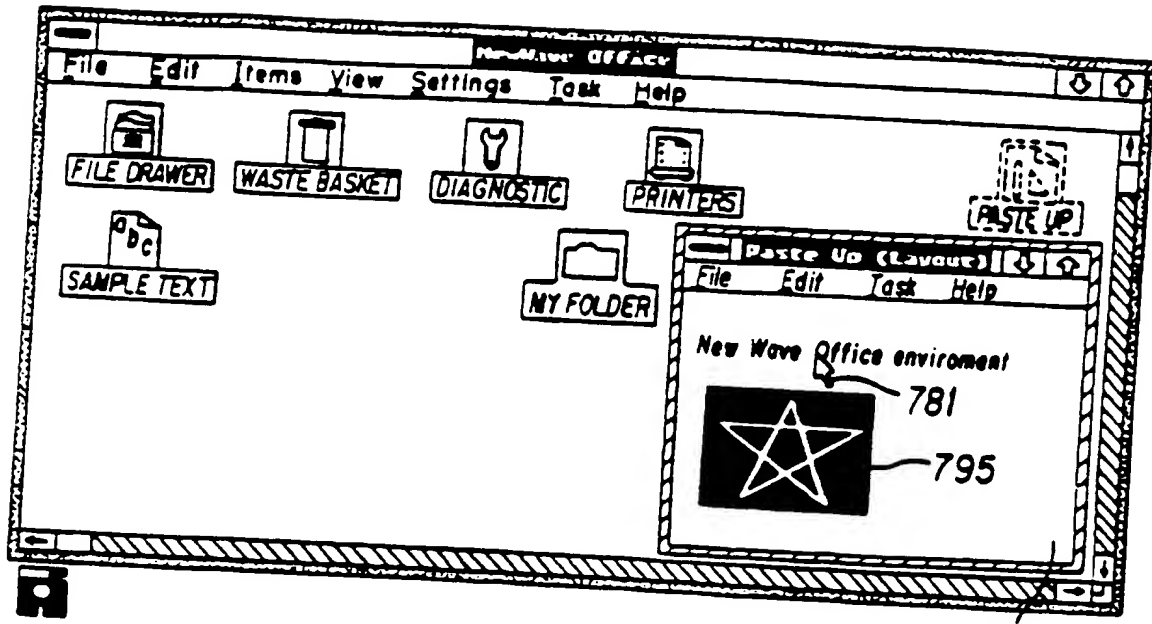 NewWave Office
File Edit Items View Settings Task Help
FILE DRAWER WASTE BASKET DIAGNOSTIC PRINTERS PASTE UP
abc
SAMPLE TEXT MY FOLDER
Paste Up (Layout)
File Edit Task Help
New Wave Office enviroment
781
795